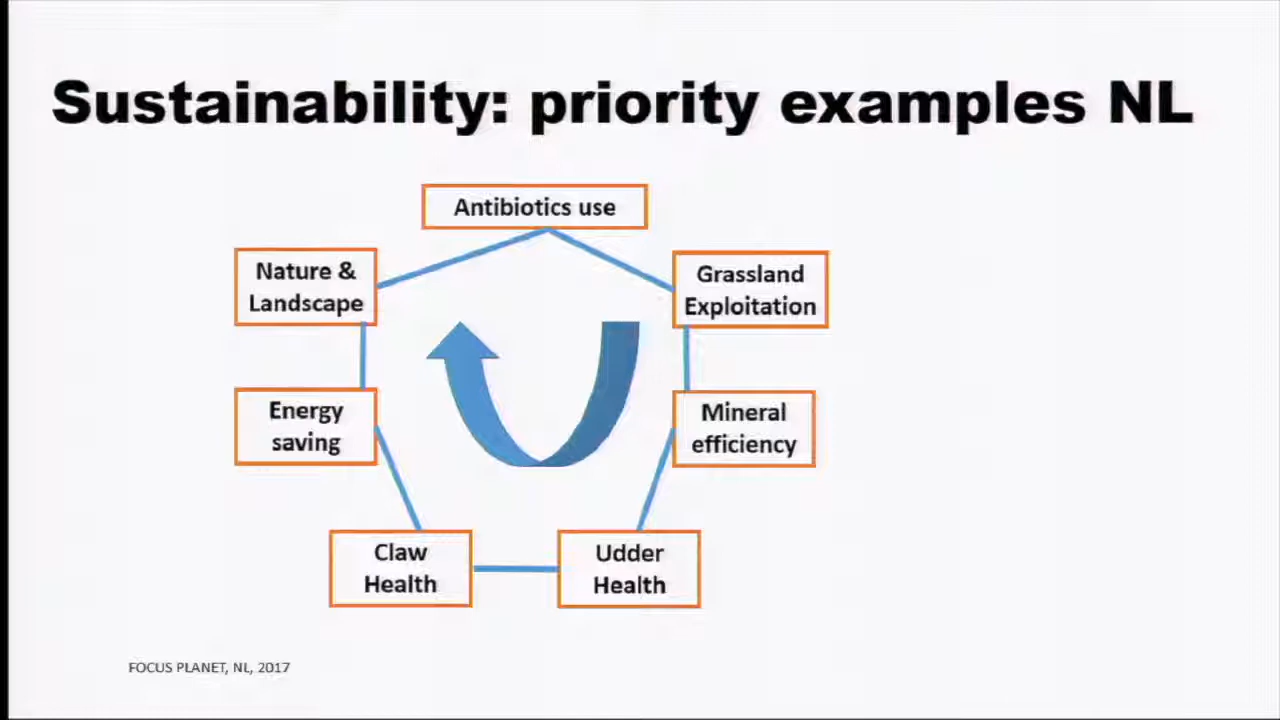 Sustainability: priority examples NL
Antibiotics use
Nature &
Landscape
Grassland
Exploitation
Energy
saving
Mineral
efficiency
Claw
Health
Udder
Health
FOCUS PLANET, NL, 2017